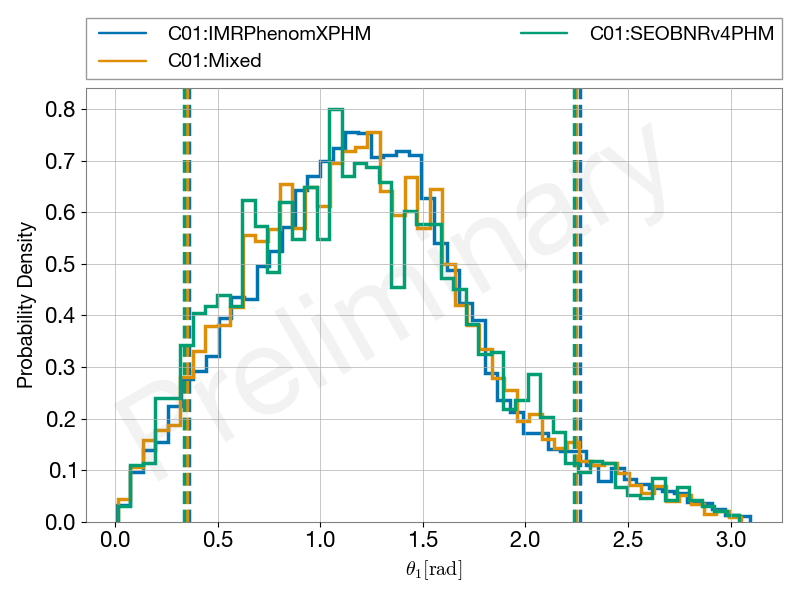 C01:IMRPhenomXPHM
C01:Mixed
C01:SEOBNRv4PHM
Preliminary
Probability Density
0.8
0.7
0.6
0.5
0.4
0.3
0.2
0.1
0.0
0.0 0.5 1.0 1.5 2.0 2.5 3.0
θ₁[rad]